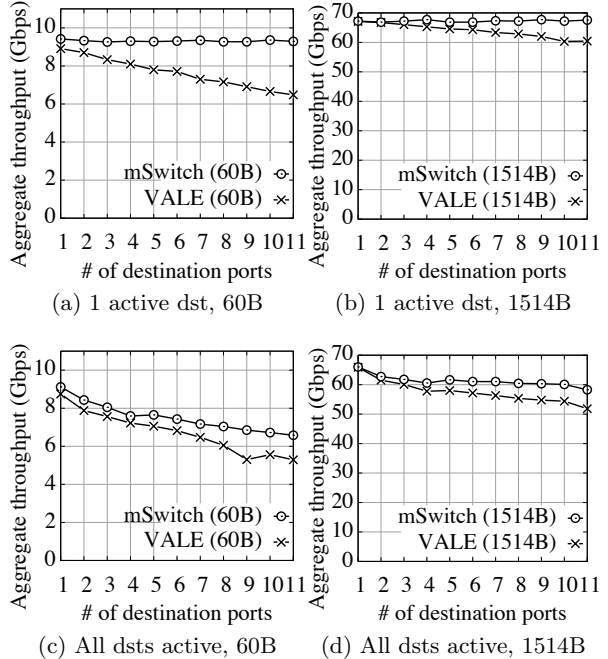 Aggregate throughput (Gbps)
10
8
6
4
2
0
mSwitch (60B)
VALE (60B)
1 2 3 4 5 6 7 8 9 10 11
# of destination ports
(a) 1 active dst, 60B
Aggregate throughput (Gbps)
70
60
50
40
30
20
10
0
mSwitch (1514B)
VALE (1514B)
1 2 3 4 5 6 7 8 9 10 11
# of destination ports
(b) 1 active dst, 1514B
Aggregate throughput (Gbps)
10
8
6
4
2
0
mSwitch (60B)
VALE (60B)
1 2 3 4 5 6 7 8 9 10 11
# of destination ports
(c) All dsts active, 60B
Aggregate throughput (Gbps)
70
60
50
40
30
20
10
0
mSwitch (1514B)
VALE (1514B)
1 2 3 4 5 6 7 8 9 10 11
# of destination ports
(d) All dsts active, 1514B